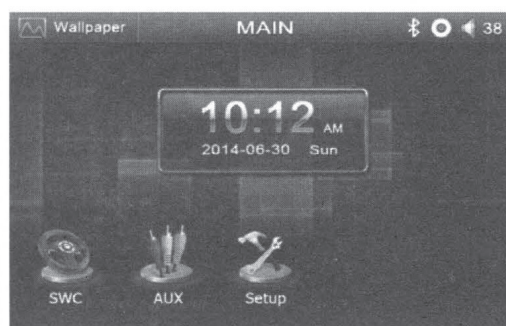 Wallpaper MAIN 38
10:12 AM
2014-06-30 Sun
SWC AUX Setup